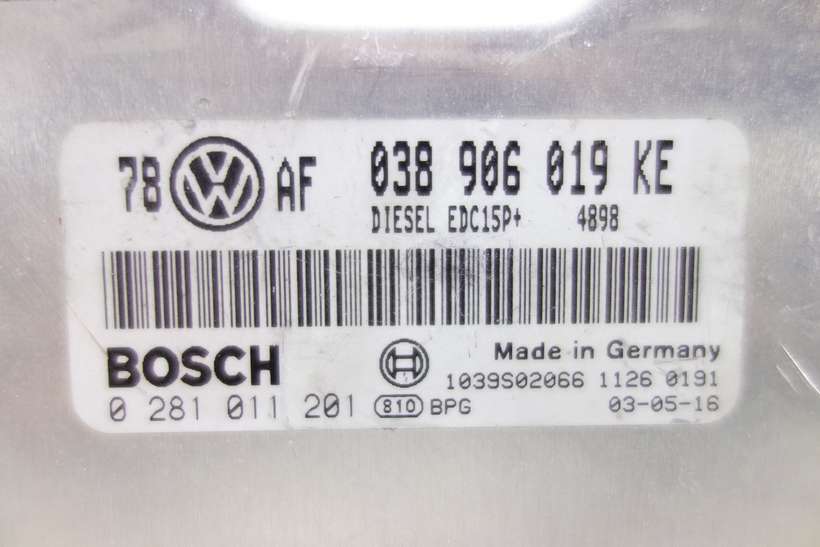 78 VW AF 038 906 019 KE
DIESEL EDC15P+ 4898
BOSCH Made in Germany
1039S02066 1126 0191
0 281 011 201 810 BPG 03-05-16